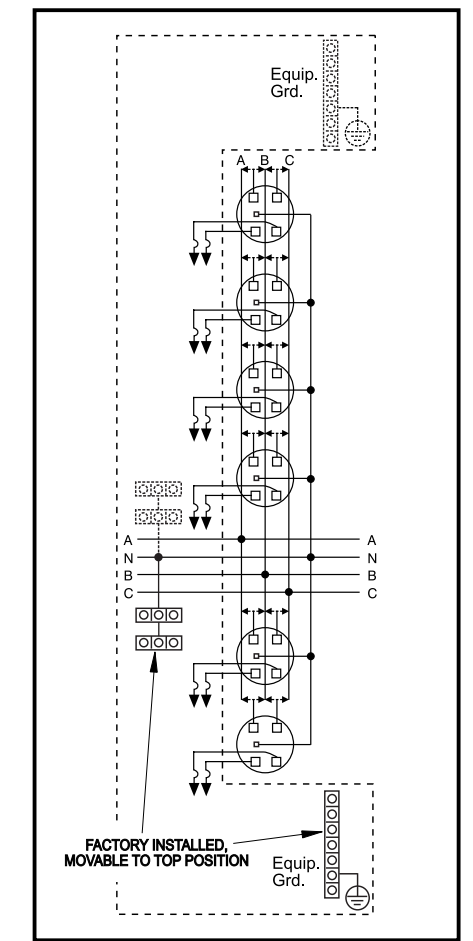 Equip.
Grd.
A B C
A A
N N
B B
C C
FACTORY INSTALLED,
MOVABLE TO TOP POSITION
Equip.
Grd.